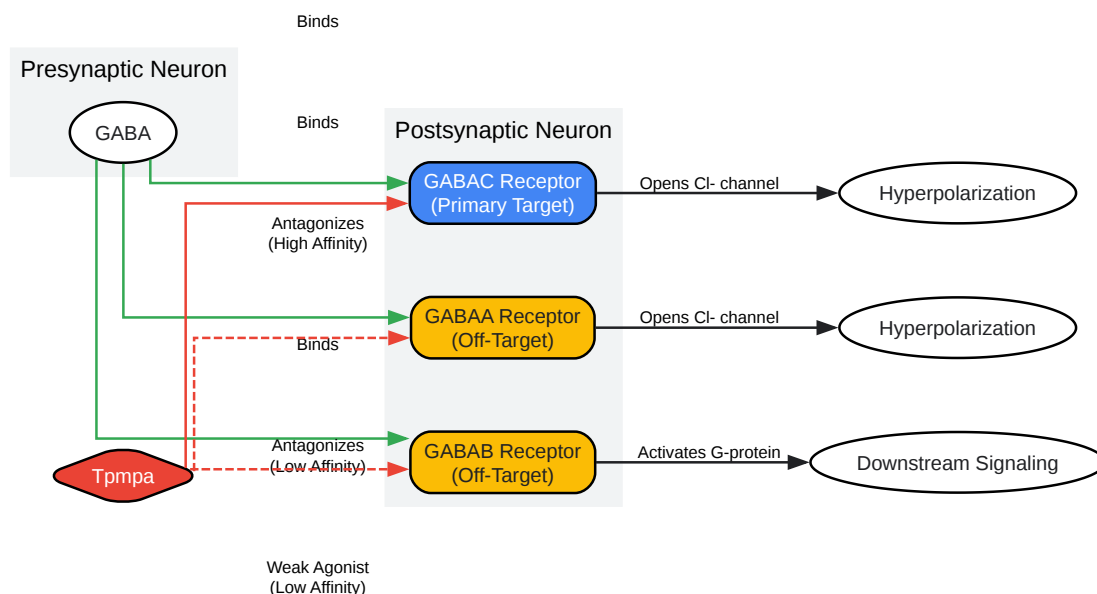 Binds
Presynaptic Neuron
GABA
Binds
Postsynaptic Neuron
GABAC Receptor
(Primary Target)
Opens Cl- channel
Hyperpolarization
Antagonizes
(High Affinity)
GABAA Receptor
(Off-Target)
Opens Cl- channel
Hyperpolarization
Binds
Antagonizes
(Low Affinity)
GABAB Receptor
(Off-Target)
Activates G-protein
Downstream Signaling
Tpmpa
Weak Agonist
(Low Affinity)